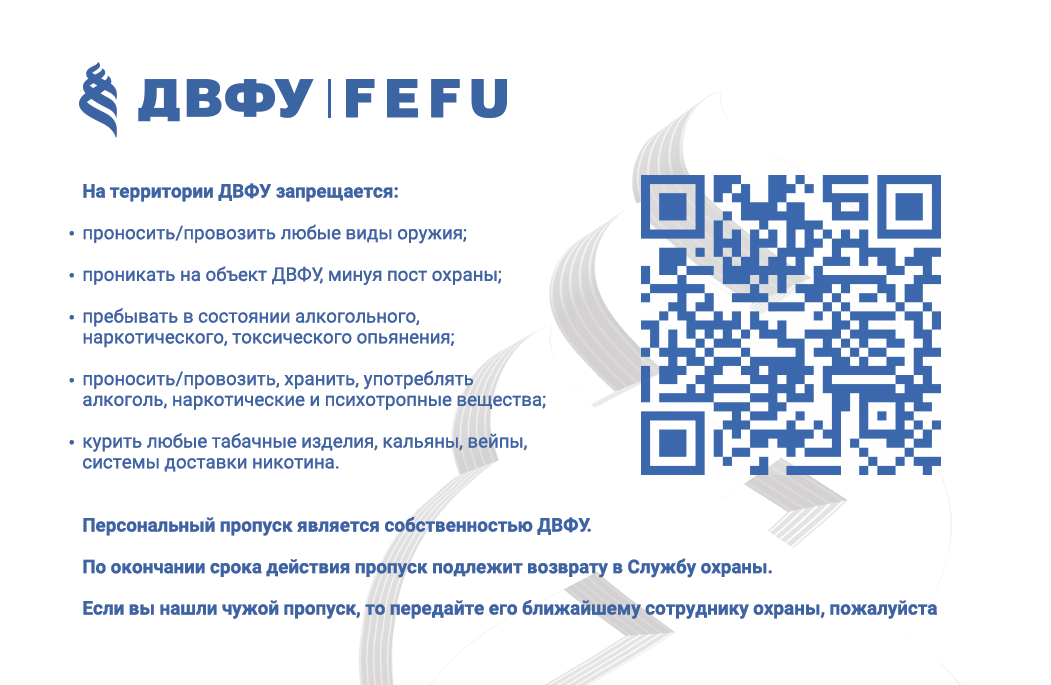 ДВФУ | FEFU
На территории ДВФУ запрещается:
• проносить/провозить любые виды оружия;
• проникать на объект ДВФУ, минуя пост охраны;
• пребывать в состоянии алкогольного,
наркотического, токсического опьянения;
• проносить/провозить, хранить, употреблять
алкоголь, наркотические и психотропные вещества;
• курить любые табачные изделия, кальяны, вейпы,
системы доставки никотина.
Персональный пропуск является собственностью ДВФУ.
По окончании срока действия пропуск подлежит возврату в Службу охраны.
Если вы нашли чужой пропуск, то передайте его ближайшему сотруднику охраны, пожалуйста